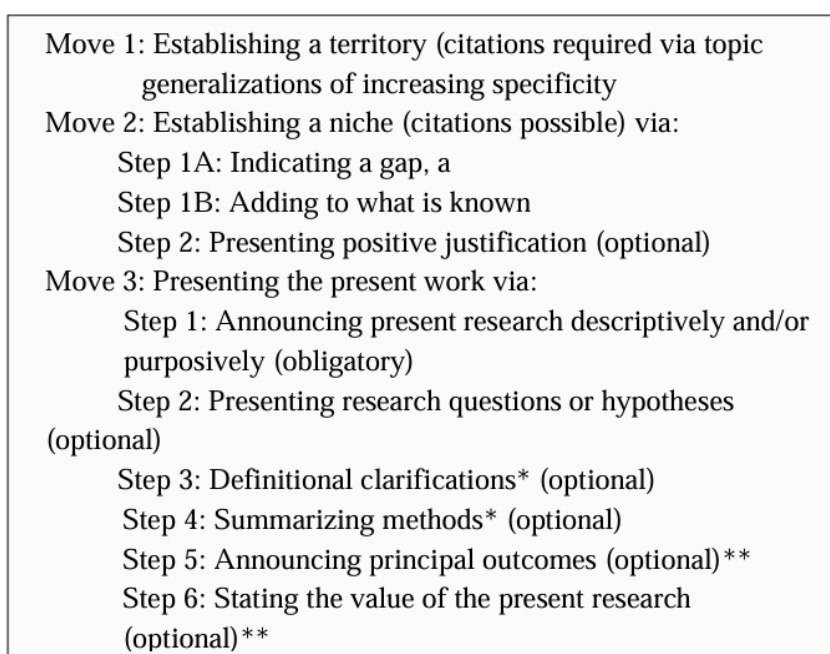 Move 1: Establishing a territory (citations required via topic
generalizations of increasing specificity
Move 2: Establishing a niche (citations possible) via:
Step 1A: Indicating a gap, a
Step 1B: Adding to what is known
Step 2: Presenting positive justification (optional)
Move 3: Presenting the present work via:
Step 1: Announcing present research descriptively and/or
purposively (obligatory)
Step 2: Presenting research questions or hypotheses
(optional)
Step 3: Definitional clarifications* (optional)
Step 4: Summarizing methods* (optional)
Step 5: Announcing principal outcomes (optional)**
Step 6: Stating the value of the present research
(optional)**